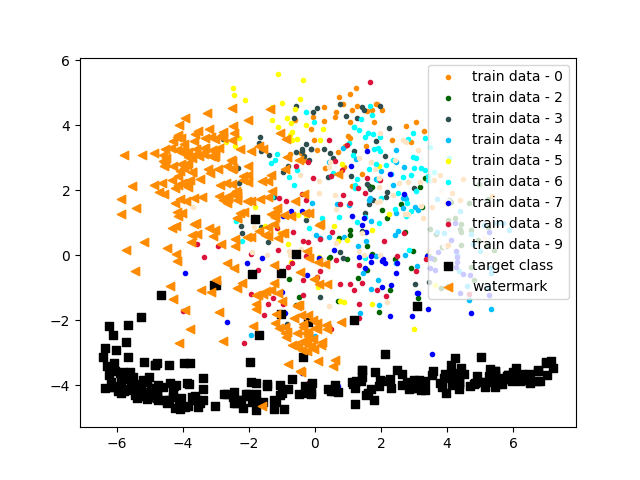 6
4
2
0
−2
−4
−6
−4
−2
0
2
4
6
train data - 0
train data - 2
train data - 3
train data - 4
train data - 5
train data - 6
train data - 7
train data - 8
train data - 9
target class
watermark